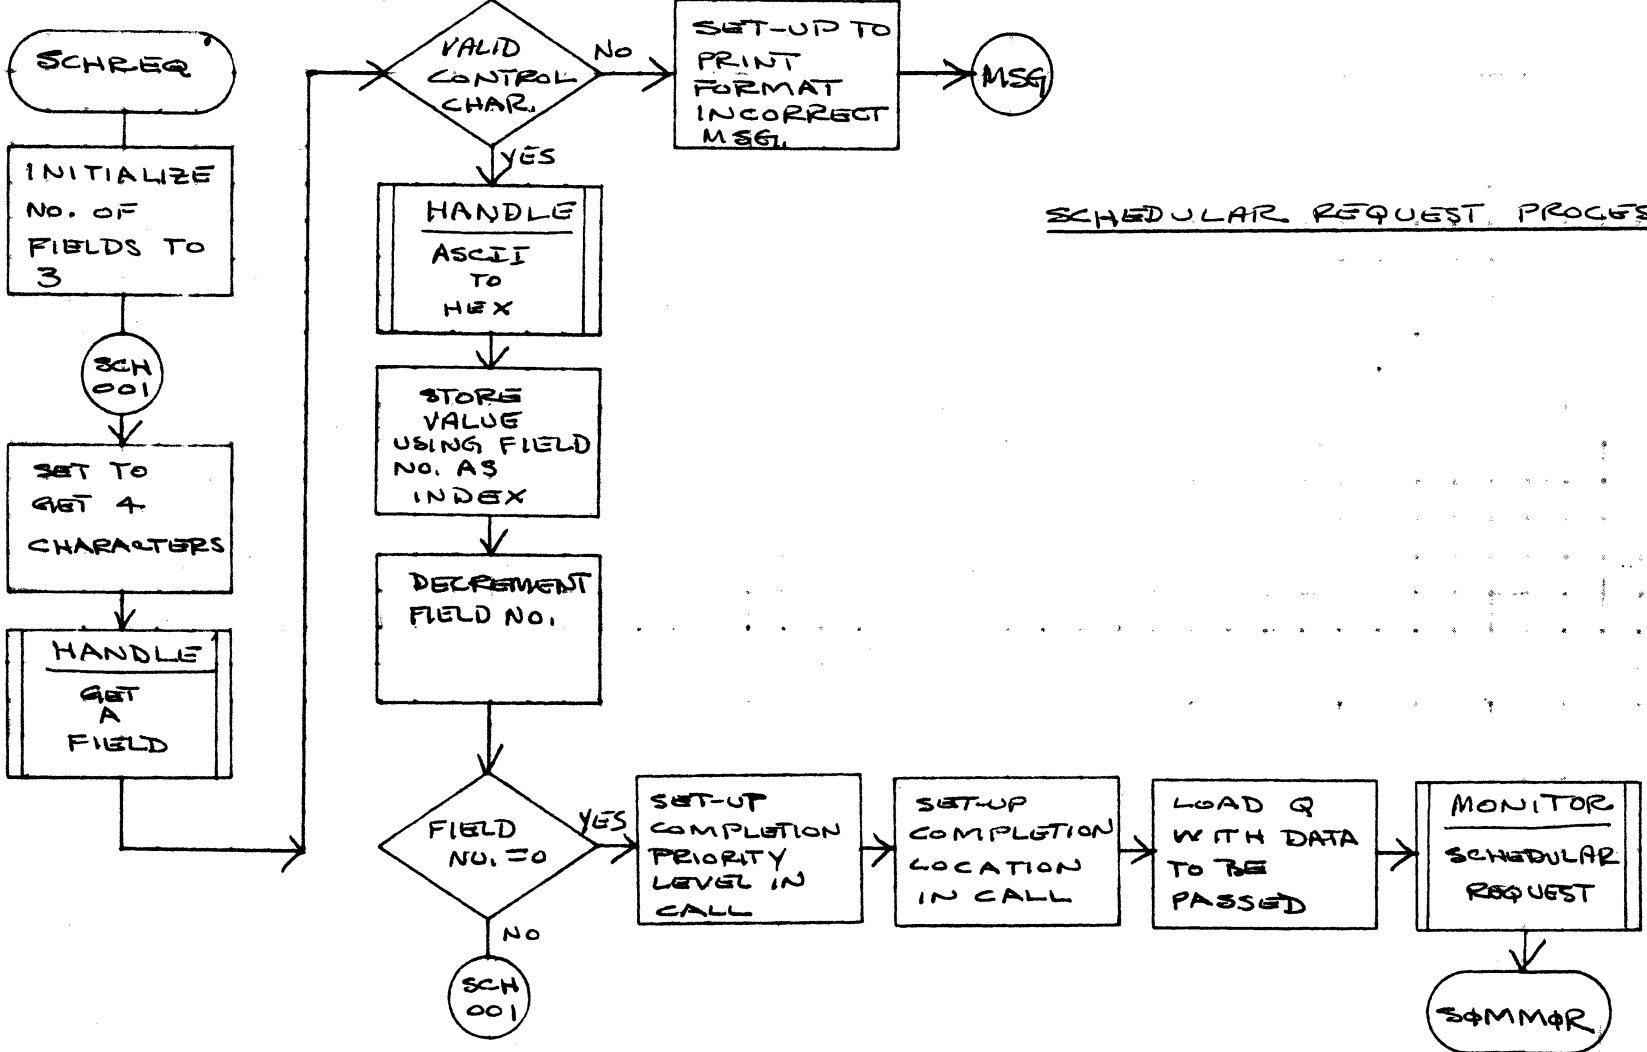 SCHREQ
INITIALIZE
NO. OF
FIELDS TO
3
SCH
001
SET TO
GET 4
CHARACTERS
HANDLE
GET
A
FIELD
VALID
CONTROL
CHAR.
NO
YES
SET-UP TO
PRINT
FORMAT
INCORRECT
MSG.
MSG
HANDLE
ASCII
TO
HEX
STORE
VALUE
USING FIELD
NO. AS
INDEX
DECREMENT
FIELD NO.
FIELD
NO. =0
YES
NO
SCH
001
SET-UP
COMPLETION
PRIORITY
LEVEL IN
CALL
SET-UP
COMPLETION
LOCATION
IN CALL
LOAD Q
WITH DATA
TO BE
PASSED
MONITOR
SCHEDULAR
REQUEST
SØMMØR
SCHEDULAR REQUEST PROCES